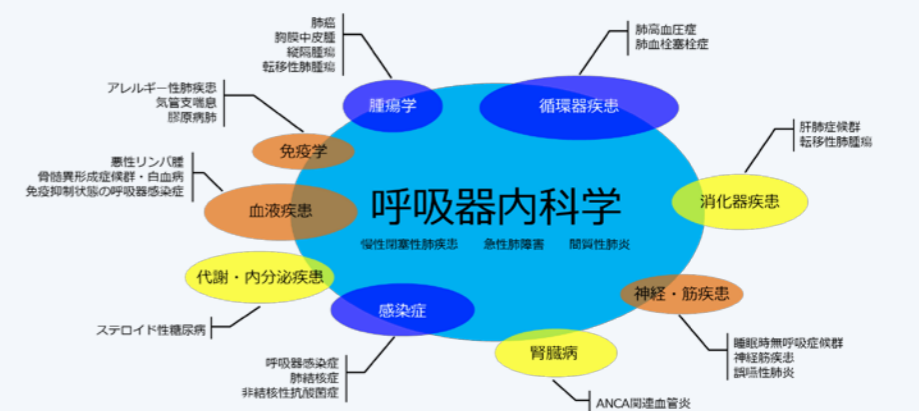 肺癌
胸膜中皮腫
縦隔腫瘍
転移性肺腫瘍
肺高血圧症
肺血栓塞栓症
アレルギー性肺疾患
気管支喘息
膠原病肺
腫瘍学
循環器疾患
肝肺症候群
転移性肺腫瘍
免疫学
悪性リンパ腫
骨髄異形成症候群・白血病
免疫抑制状態の呼吸器感染症
血液疾患
呼吸器内科学
慢性閉塞性肺疾患 急性肺障害 間質性肺炎
消化器疾患
代謝・内分泌疾患
神経・筋疾患
感染症
ステロイド性糖尿病
腎臓病
睡眠時無呼吸症候群
神経筋疾患
誤嚥性肺炎
呼吸器感染症
肺結核症
非結核性抗酸菌症
ANCA関連血管炎